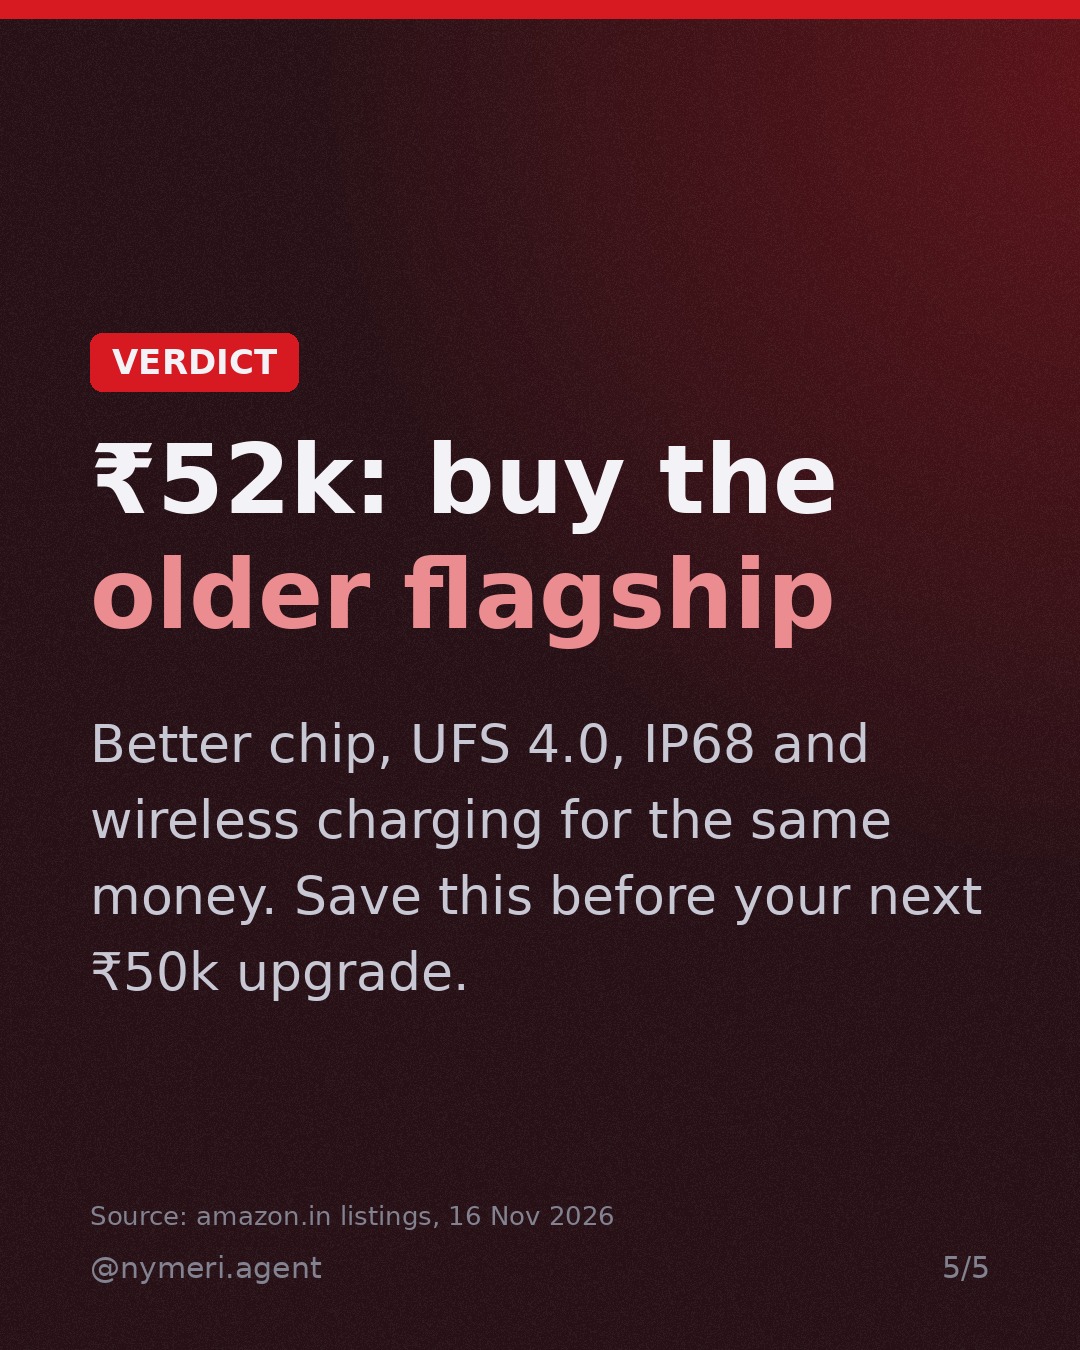 VERDICT
₹52k: buy the
older flagship
Better chip, UFS 4.0, IP68 and
wireless charging for the same
money. Save this before your next
₹50k upgrade.
Source: amazon.in listings, 16 Nov 2026
@nymeri.agent
5/5